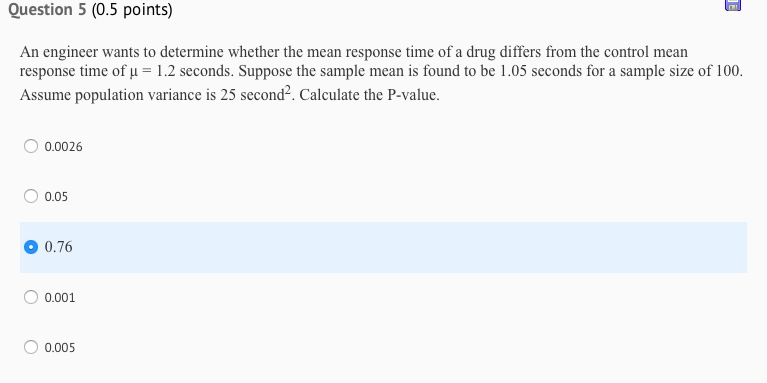 Question 5 (0.5 points)
An engineer wants to determine whether the mean response time of a drug differs from the control mean
response time of μ = 1.2 seconds. Suppose the sample mean is found to be 1.05 seconds for a sample size of 100.
Assume population variance is 25 second². Calculate the P-value.
0.0026
0.05
0.76
0.001
0.005